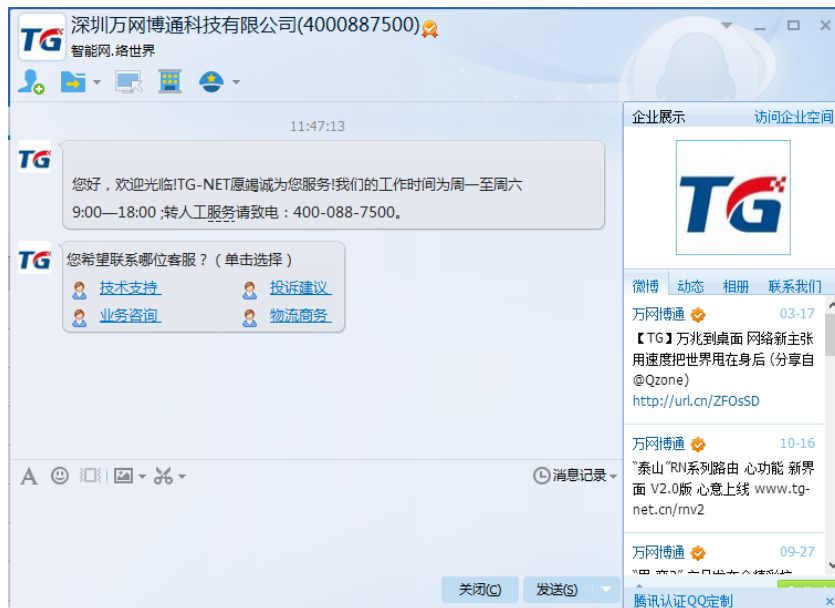 TG
深圳万网博通科技有限公司(4000887500)
智能网.络世界
11:47:13
TG
您好，欢迎光临!TG-NET愿竭诚为您服务!我们的工作时间为周一至周六
9:00—18:00 ;转人工服务请致电：400-088-7500。
TG
您希望联系哪位客服？（单击选择）
技术支持 投诉建议
业务咨询 物流商务
A 消息记录
关闭(C) 发送(S)
企业展示 访问企业空间
TG
微博 动态 相册 联系我们
万网博通 03-17
【TG】万兆到桌面 网络新主张
用速度把世界甩在身后 (分享自
@Qzone)
http://url.cn/ZFOsSD
万网博通 10-16
“泰山”RN系列路由 心功能 新界
面 V2.0版 心意上线 www.tg-
net.cn/rnv2
万网博通 09-27
腾讯认证QQ定制